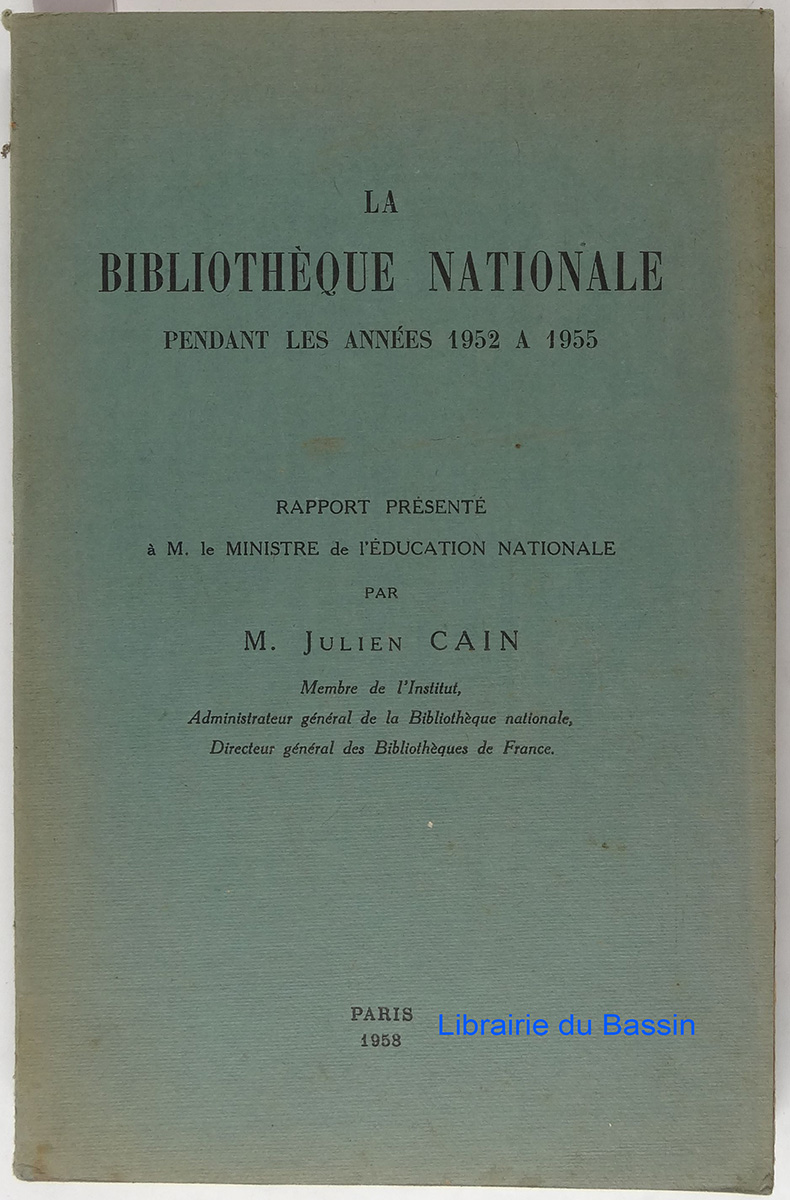 LA
BIBLIOTHÈQUE NATIONALE
PENDANT LES ANNÉES 1952 A 1955
RAPPORT PRÉSENTÉ
à M. le MINISTRE de l'ÉDUCATION NATIONALE
PAR
M. JULIEN CAIN
Membre de l'Institut,
Administrateur général de la Bibliothèque nationale,
Directeur général des Bibliothèques de France.
PARIS
1958
Librairie du Bassin